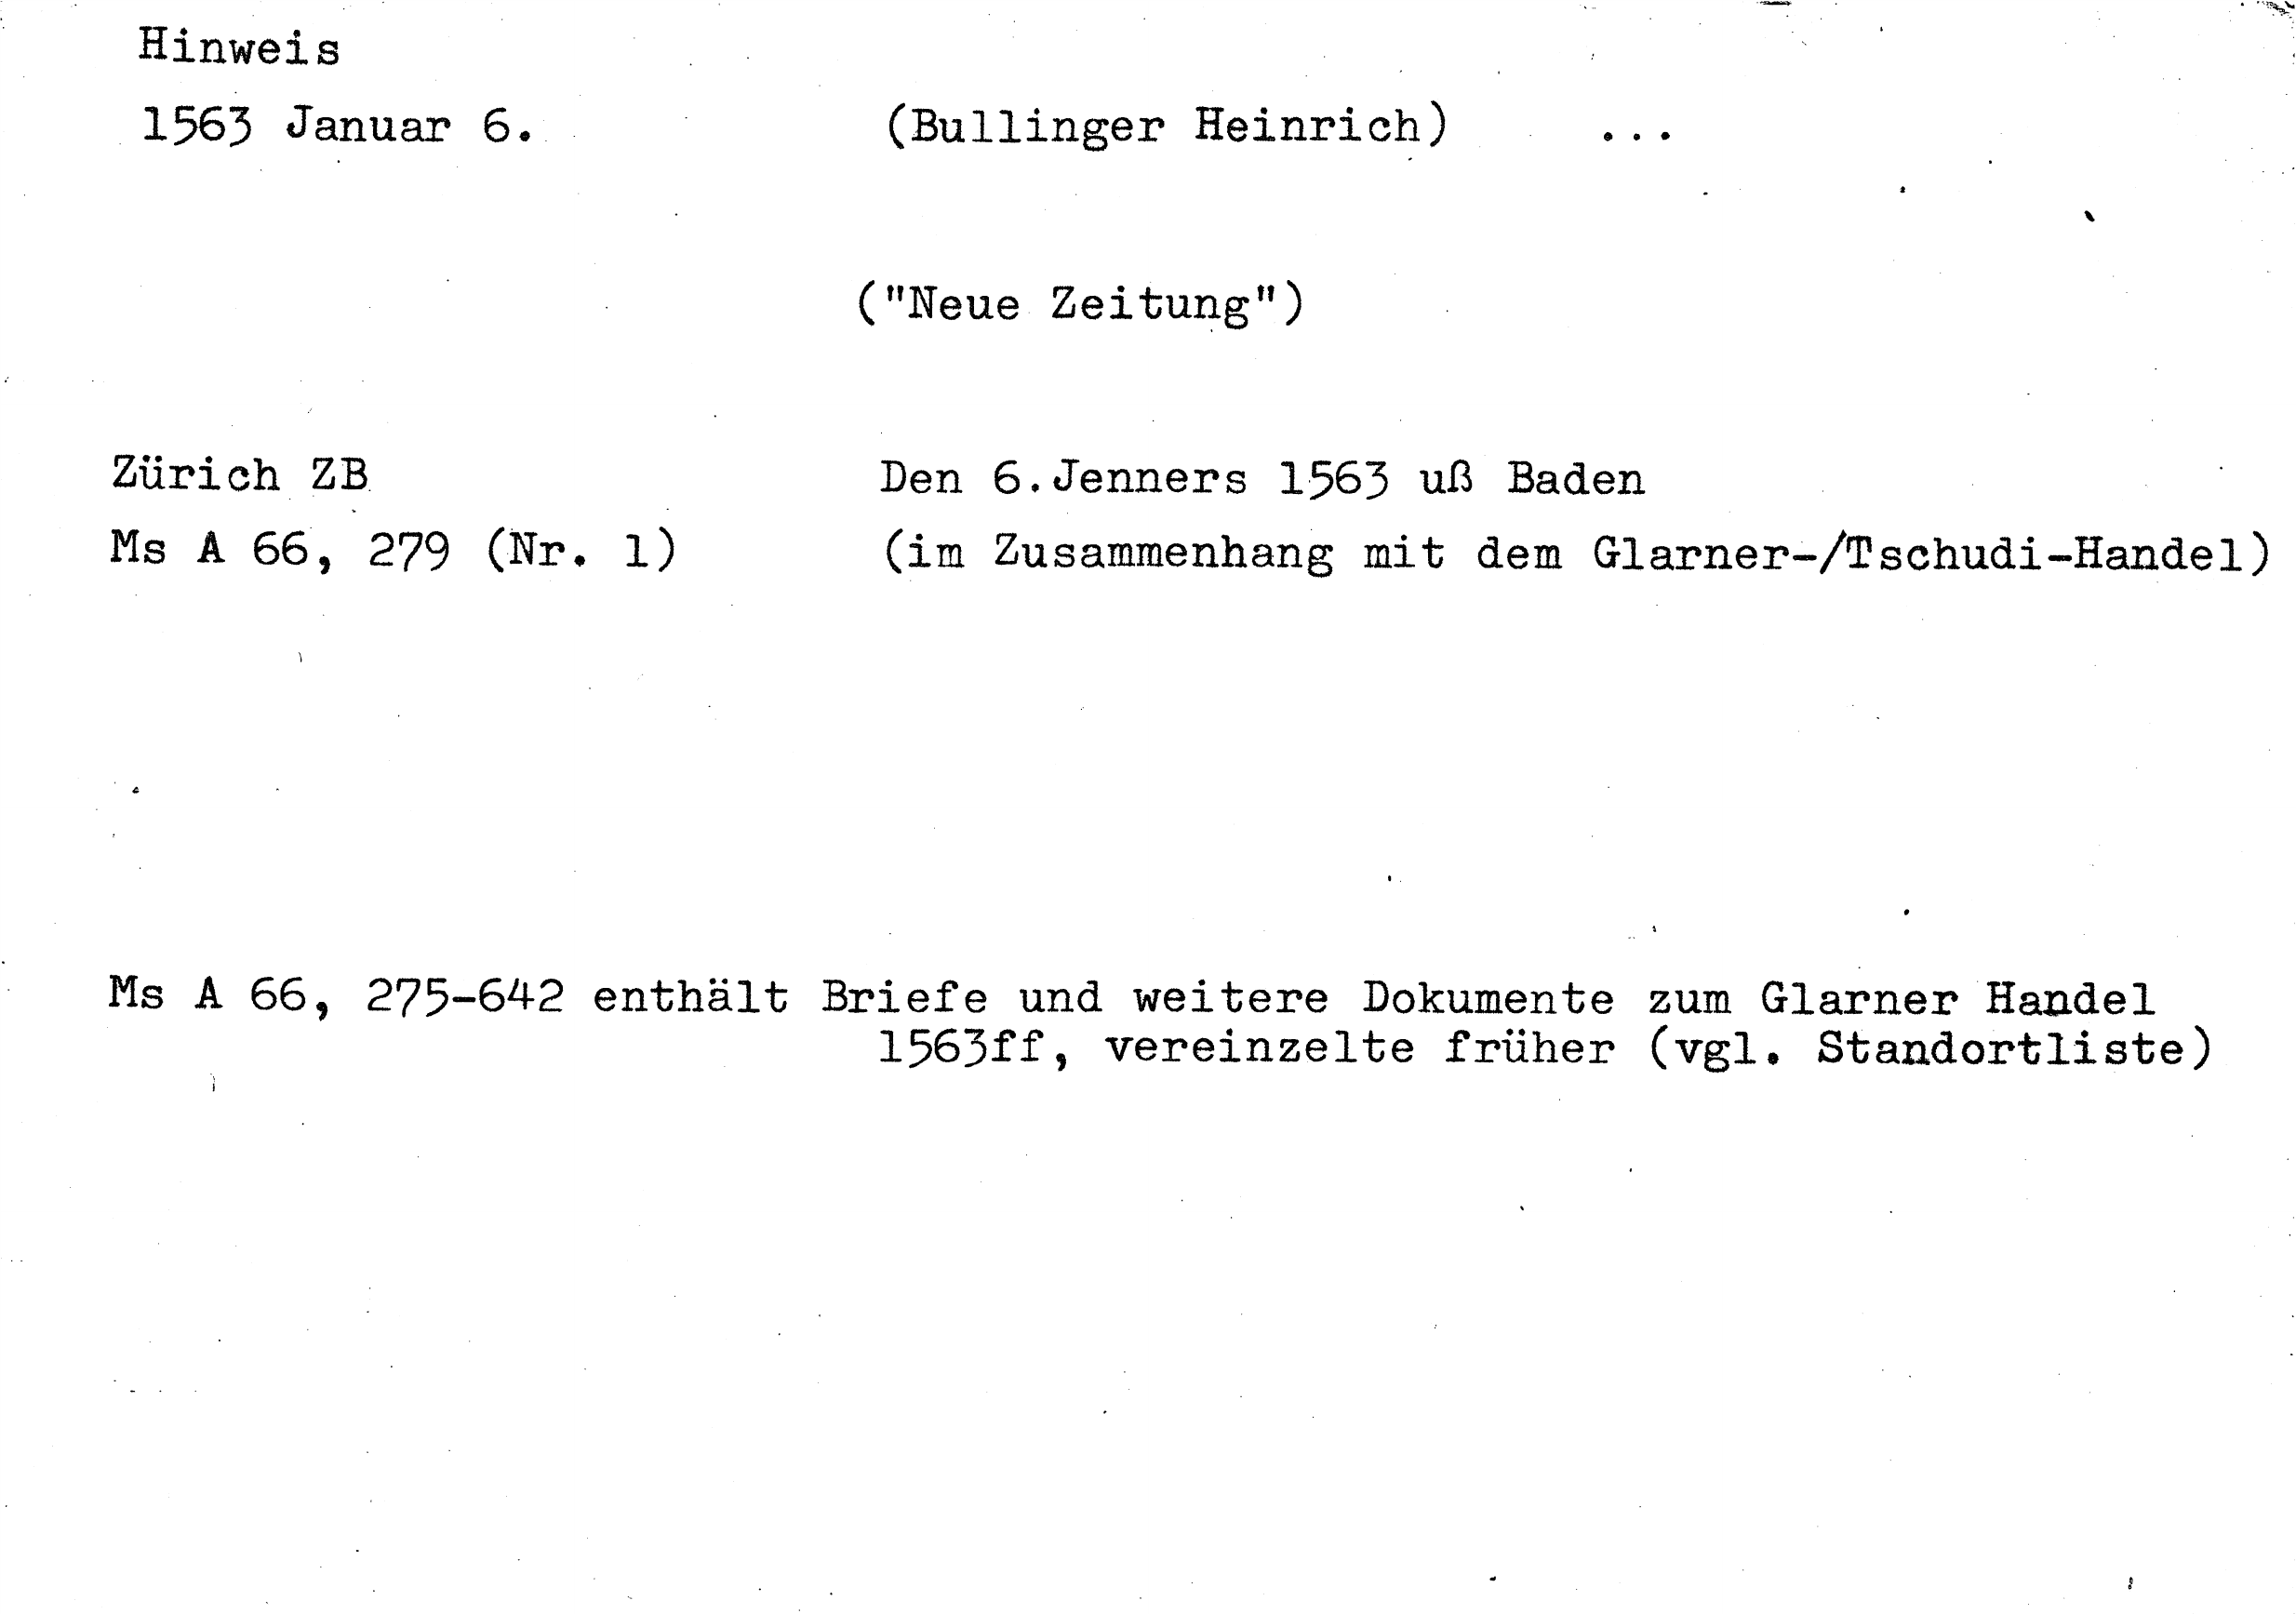 Hinweis
1563 Januar 6. (Bullinger Heinrich) ...
("Neue Zeitung")
Zürich ZB Den 6.Jenners 1563 uß Baden
Ms A 66, 279 (Nr. 1) (im Zusammenhang mit dem Glarner-/Tschudi-Handel)
Ms A 66, 275-642 enthält Briefe und weitere Dokumente zum Glarner Handel
1563ff, vereinzelte früher (vgl. Standortliste)